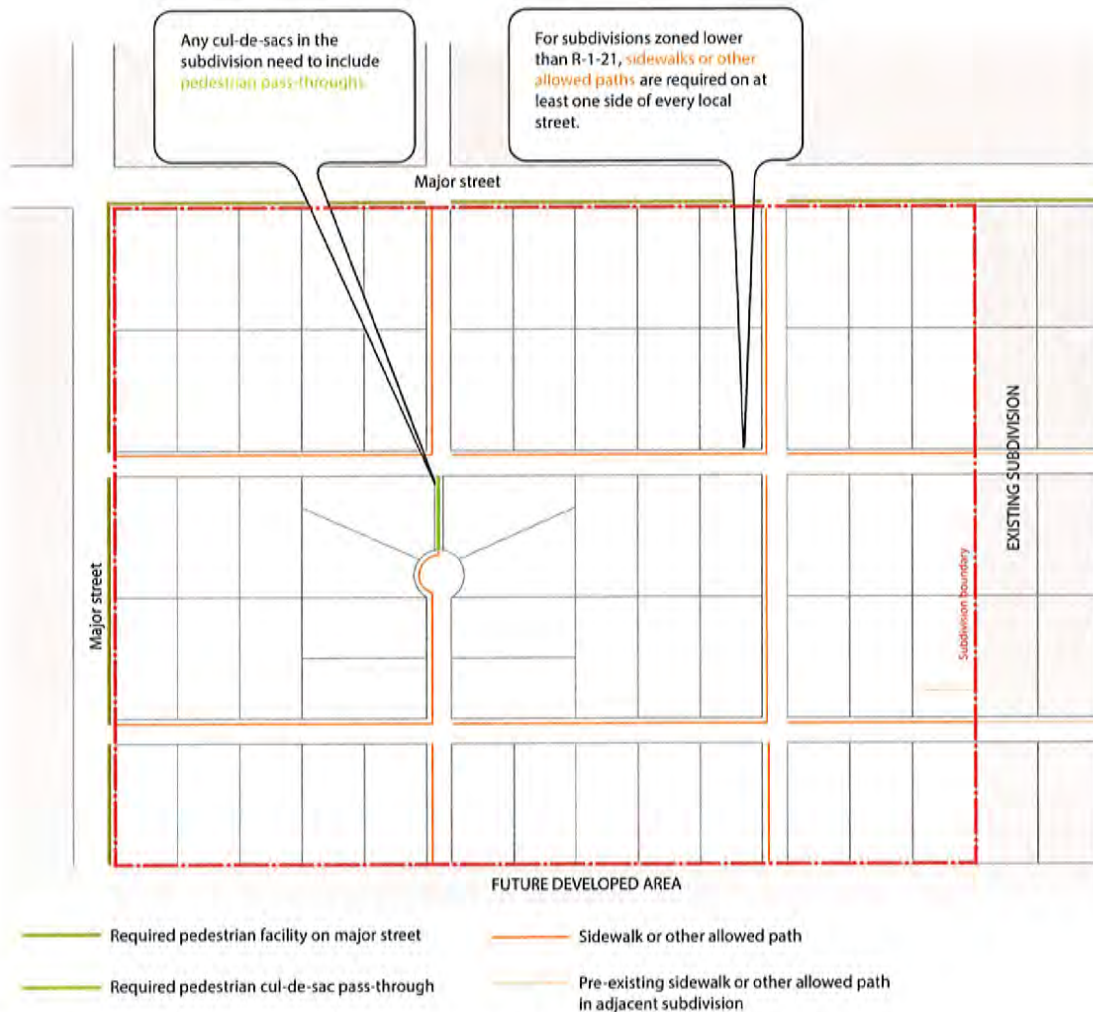 Any cul-de-sacs in the
subdivision need to include
pedestrian pass-throughs.
For subdivisions zoned lower
than R-1-21, sidewalks or other
allowed paths are required on at
least one side of every local
street.
Major street
Major street
EXISTING SUBDIVISION
Subdivision boundary
FUTURE DEVELOPED AREA
Required pedestrian facility on major street
Sidewalk or other allowed path
Required pedestrian cul-de-sac pass-through
Pre-existing sidewalk or other allowed path
in adjacent subdivision